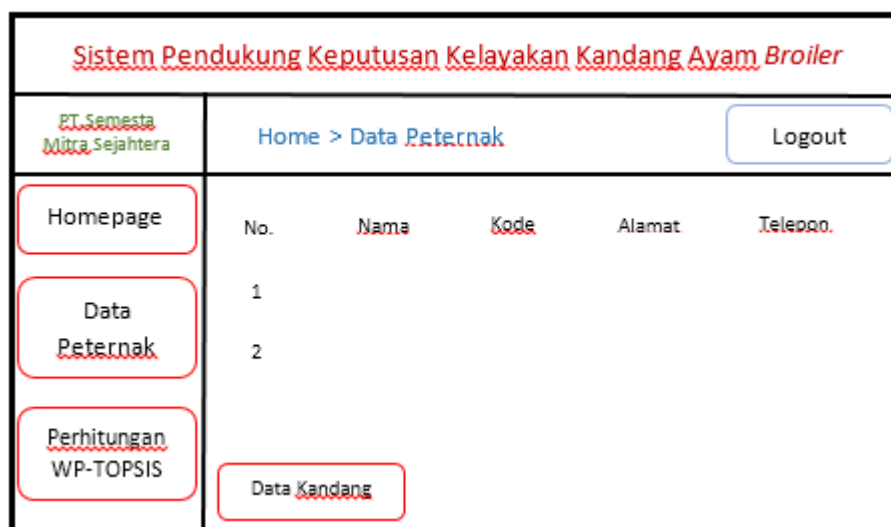 Sistem Pendukung Keputusan Kelayakan Kandang Ayam Broiler
PT.Semesta
Mitra Sejahtera
Home > Data Peternak
Logout
Homepage
Data
Peternak
Perhitungan
WP-TOPSIS
No. Nama Kode Alamat Telepon
1
2
Data Kandang